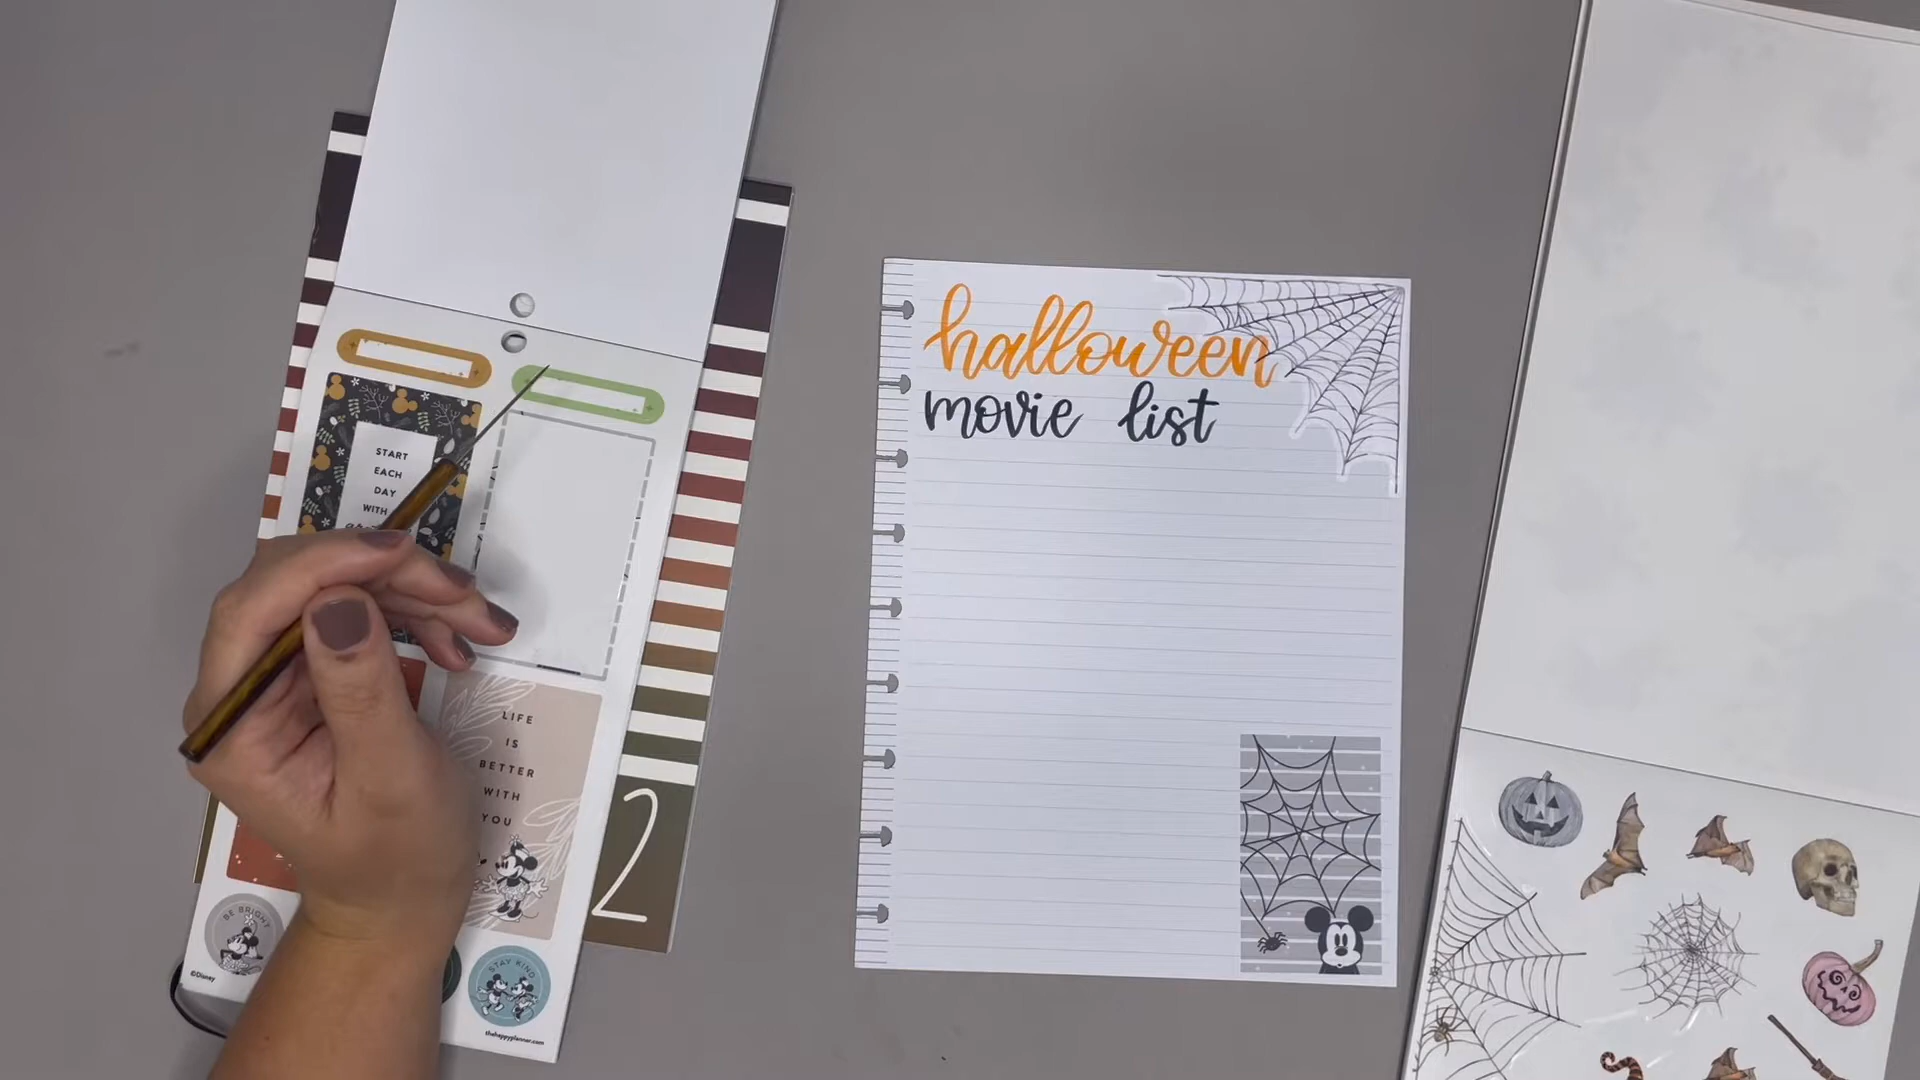 START
EACH
DAY
WITH
LIFE
IS
BETTER
WITH
YOU
BE BRIGHT
©Disney
STAY KIND
thehappyplanner.com
2
halloween
movie list